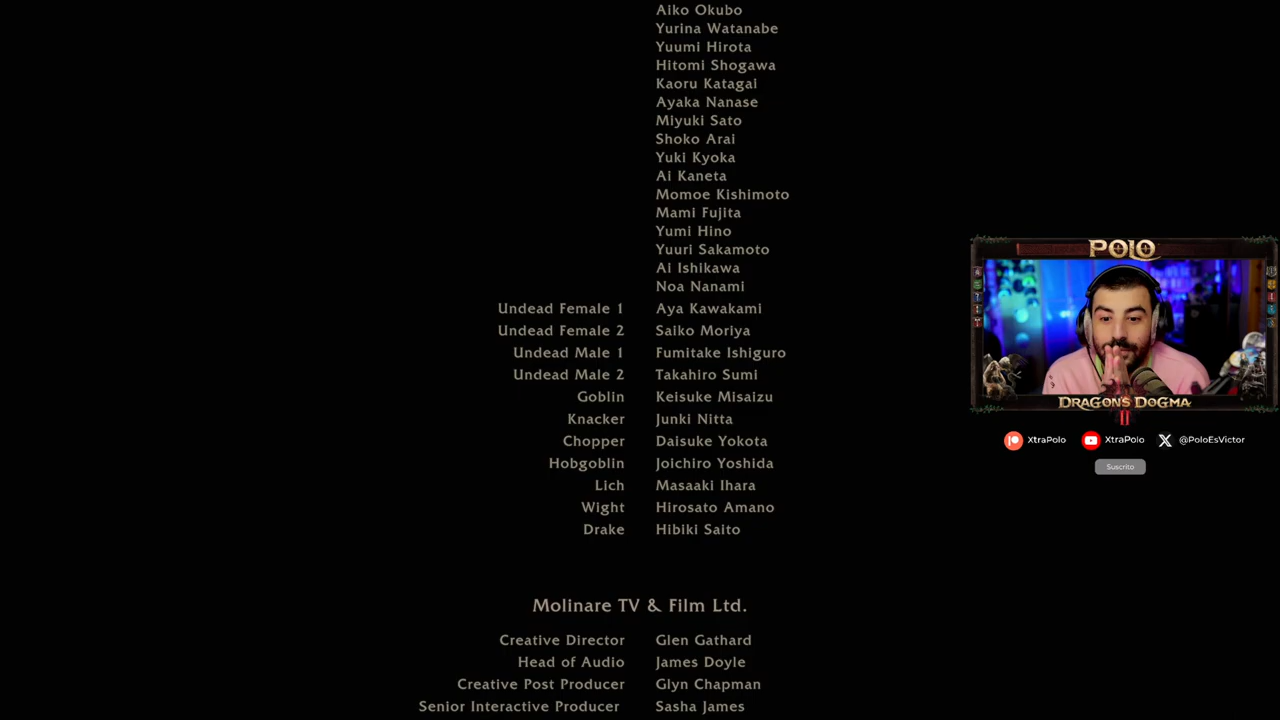 Aiko Okubo
Yurina Watanabe
Yuumi Hirota
Hitomi Shogawa
Kaoru Katagai
Ayaka Nanase
Miyuki Sato
Shoko Arai
Yuki Kyoka
Ai Kaneta
Momoe Kishimoto
Mami Fujita
Yumi Hino
Yuuri Sakamoto
Ai Ishikawa
Noa Nanami
Undead Female 1 Aya Kawakami
Undead Female 2 Saiko Moriya
Undead Male 1 Fumitake Ishiguro
Undead Male 2 Takahiro Sumi
Goblin Keisuke Misaizu
Knacker Junki Nitta
Chopper Daisuke Yokota
Hobgoblin Joichiro Yoshida
Lich Masaaki Ihara
Wight Hirosato Amano
Drake Hibiki Saito
Molinare TV & Film Ltd.
Creative Director Glen Gathard
Head of Audio James Doyle
Creative Post Producer Glyn Chapman
Senior Interactive Producer Sasha James
POLO
DRAGON'S DOGMA
II
XtraPolo XtraPolo @PoloEsVictor
Suscrito